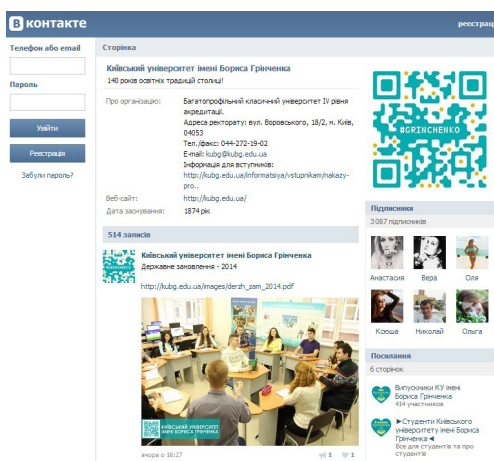 В контакте
реєстрац
Телефон або email
Пароль
Увійти
Реєстрація
Забули пароль?
Сторінка
Київський університет імені Бориса Грінченка
140 років освітніх традицій столиці!
Про організацію:
Багатопрофільний класичний університет IV рівня
акредитації.
Адреса ректорату: вул. Воровського, 18/2, м. Київ,
04053
Тел./факс: 044-272-19-02
E-mail: kubg@kubg.edu.ua
Інформація для вступників:
http://kubg.edu.ua/informatsiya/vstupnikam/nakazy-
pro..
Веб-сайт:
http://kubg.edu.ua/
Дата заснування:
1874 рік
514 записів
Київський університет імені Бориса Грінченка
Державне замовлення - 2014
http://kubg.edu.ua/images/derzh_zam_2014.pdf
КИЇВСЬКИЙ УНІВЕРСИТЕТ
ІМЕНІ БОРИСА ГРІНЧЕНКА
вчора о 16:27
1
1
#GRINCHENKO
Підписники
3 087 підписників
Анастасия
Вера
Оля
Ксюша
Николай
Ольга
Посилання
6 сторінок
Випускники КУ імені
Бориса Грінченка
414 участников
►Студенти Київського
університету імені Бориса
Грінченка◄
Все для студентів та про
студентів